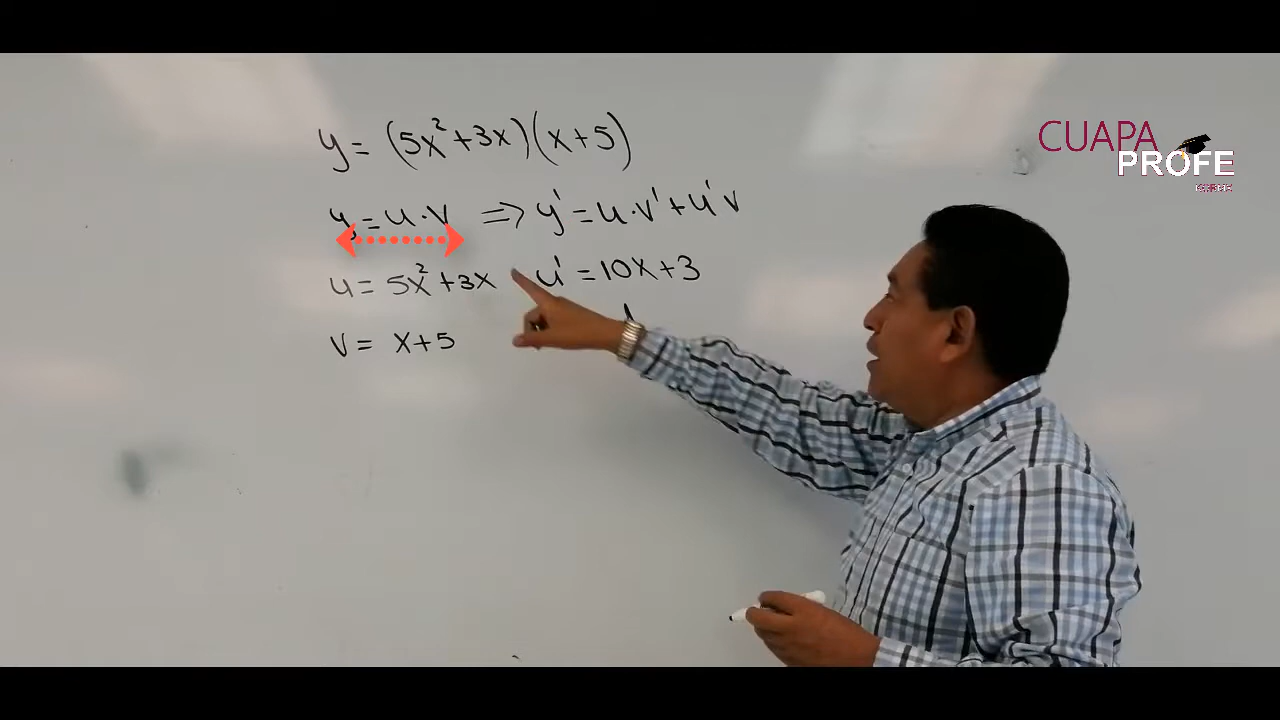 y = (5x²+3x)(x+5)
y = u·v ⇒ y' = u·v' + u'v
u = 5x²+3x u' = 10x+3
v = x+5
CUAPA
PROFE